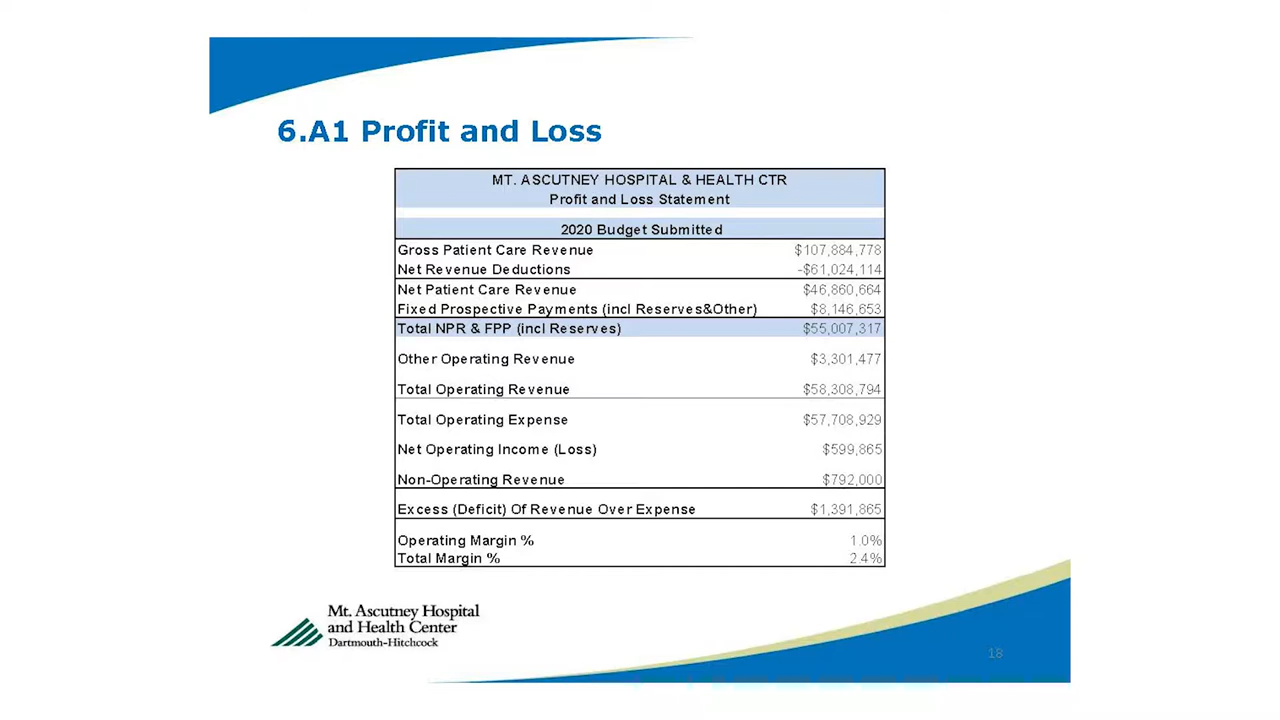 6.A1 Profit and Loss
MT. ASCUTNEY HOSPITAL & HEALTH CTR
Profit and Loss Statement
2020 Budget Submitted
Gross Patient Care Revenue $107,884,778
Net Revenue Deductions -$61,024,114
Net Patient Care Revenue $46,860,664
Fixed Prospective Payments (incl Reserves&Other) $8,146,653
Total NPR & FPP (incl Reserves) $55,007,317
Other Operating Revenue $3,301,477
Total Operating Revenue $58,308,794
Total Operating Expense $57,708,929
Net Operating Income (Loss) $599,865
Non-Operating Revenue $792,000
Excess (Deficit) Of Revenue Over Expense $1,391,865
Operating Margin % 1.0%
Total Margin % 2.4%
Mt. Ascutney Hospital
and Health Center
Dartmouth-Hitchcock
18